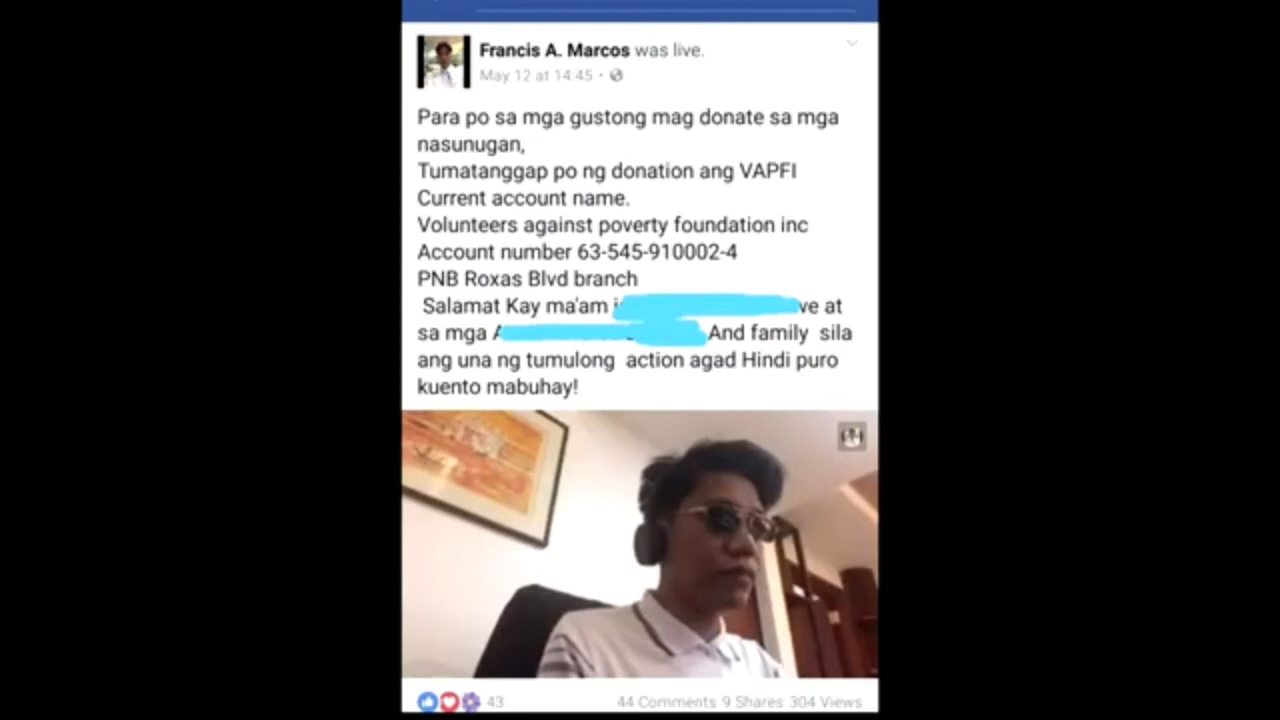 Francis A. Marcos was live.
May 12 at 14:45
Para po sa mga gustong mag donate sa mga
nasunugan,
Tumatanggap po ng donation ang VAPFI
Current account name.
Volunteers against poverty foundation inc
Account number 63-545-910002-4
PNB Roxas Blvd branch
Salamat Kay ma'am ve at
sa mga And family sila
ang una ng tumulong action agad Hindi puro
kuento mabuhay!
43 44 Comments 9 Shares 304 Views